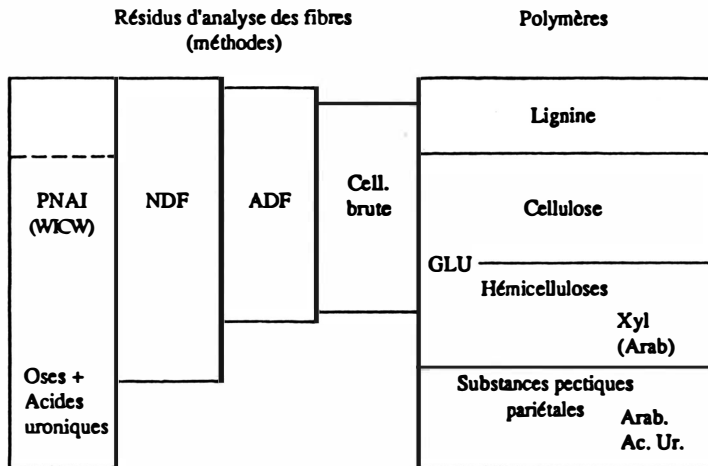 Résidus d'analyse des fibres
(méthodes)
Polymères
PNAI
(WICW)
Oses +
Acides
uroniques
NDF
ADF
Cell.
brute
Lignine
Cellulose
GLU
Hémicelluloses
Xyl
(Arab)
Substances pectiques
pariétales
Arab.
Ac. Ur.